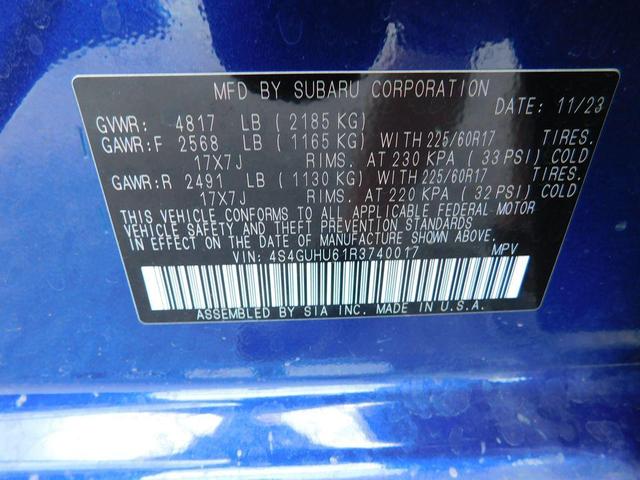 MFD BY SUBARU CORPORATION
DATE: 11/23
GVWR: 4817 LB (2185 KG)
GAWR:F 2568 LB (1165 KG) WITH 225/60R17 TIRES.
17X7J RIMS. AT 230 KPA (33 PSI) COLD
GAWR:R 2491 LB (1130 KG) WITH 225/60R17 TIRES.
17X7J RIMS. AT 220 KPA (32 PSI) COLD
THIS VEHICLE CONFORMS TO ALL APPLICABLE FEDERAL MOTOR
VEHICLE SAFETY AND THEFT PREVENTION STANDARDS
IN EFFECT ON THE DATE OF MANUFACTURE SHOWN ABOVE.
VIN: 4S4GUHU61R3740017 MPV
ASSEMBLED BY SIA INC. MADE IN U.S.A.